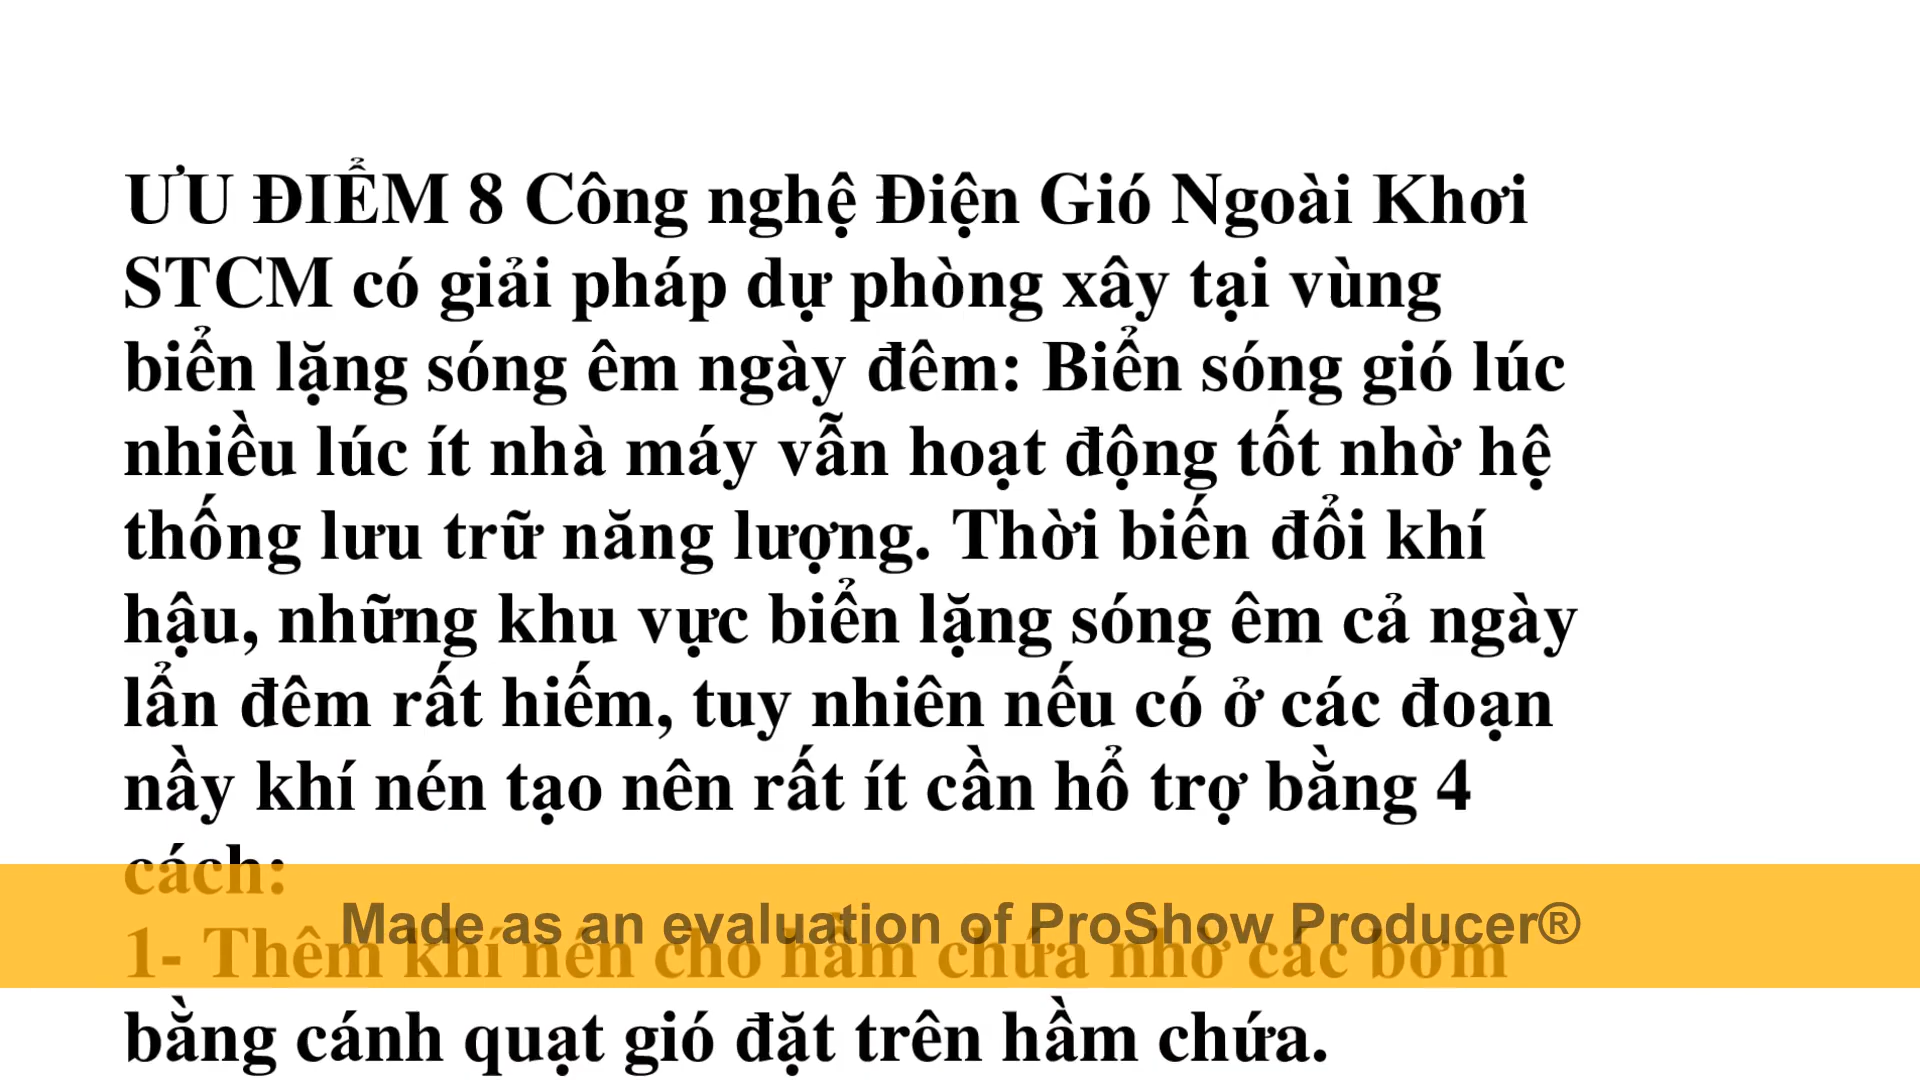 ƯU ĐIỂM 8 Công nghệ Điện Gió Ngoài Khơi
STCM có giải pháp dự phòng xây tại vùng
biển lặng sóng êm ngày đêm: Biển sóng gió lúc
nhiều lúc ít nhà máy vẫn hoạt động tốt nhờ hệ
thống lưu trữ năng lượng. Thời biến đổi khí
hậu, những khu vực biển lặng sóng êm cả ngày
lẩn đêm rất hiếm, tuy nhiên nếu có ở các đoạn
nầy khí nén tạo nên rất ít cần hổ trợ bằng 4
cách:
Made as an evaluation of ProShow Producer®
1- Thêm khí nén cho hầm chứa nhờ các bơm
bằng cánh quạt gió đặt trên hầm chứa.